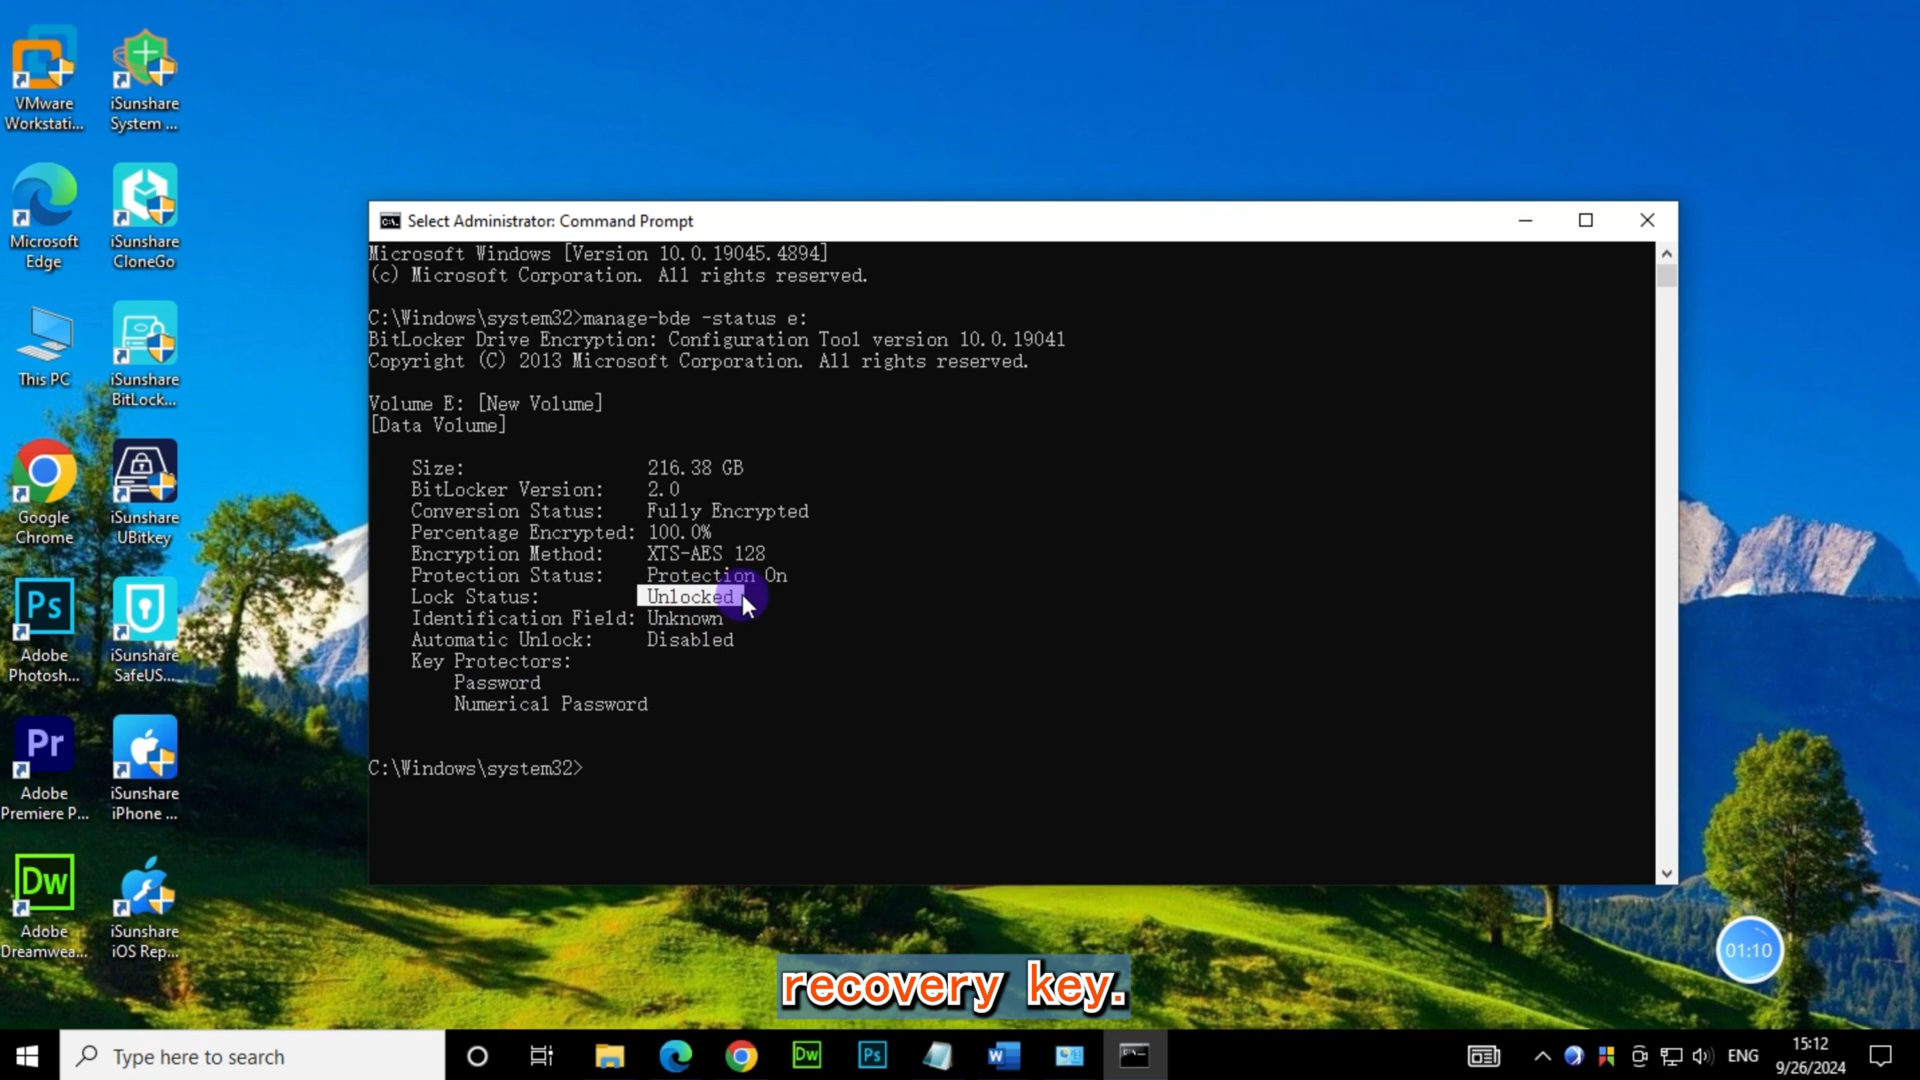 VMware
Workstati...
iSunshare
System ...
Microsoft
Edge
iSunshare
CloneGo
This PC
iSunshare
BitLock...
Google
Chrome
iSunshare
UBitkey
Ps
Adobe
Photosh...
iSunshare
SafeUS...
Pr
Adobe
Premiere P...
iSunshare
iPhone ...
Dw
Adobe
Dreamwea...
iSunshare
iOS Rep...
Select Administrator: Command Prompt
Microsoft Windows [Version 10.0.19045.4894]
(c) Microsoft Corporation. All rights reserved.
C:\Windows\system32>manage-bde -status e:
BitLocker Drive Encryption: Configuration Tool version 10.0.19041
Copyright (C) 2013 Microsoft Corporation. All rights reserved.
Volume E: [New Volume]
[Data Volume]
Size: 216.38 GB
BitLocker Version: 2.0
Conversion Status: Fully Encrypted
Percentage Encrypted: 100.0%
Encryption Method: XTS-AES 128
Protection Status: Protection On
Lock Status: Unlocked
Identification Field: Unknown
Automatic Unlock: Disabled
Key Protectors:
Password
Numerical Password
C:\Windows\system32>
01:10
recovery key.
Type here to search
Dw
Ps
ENG
15:12
9/26/2024